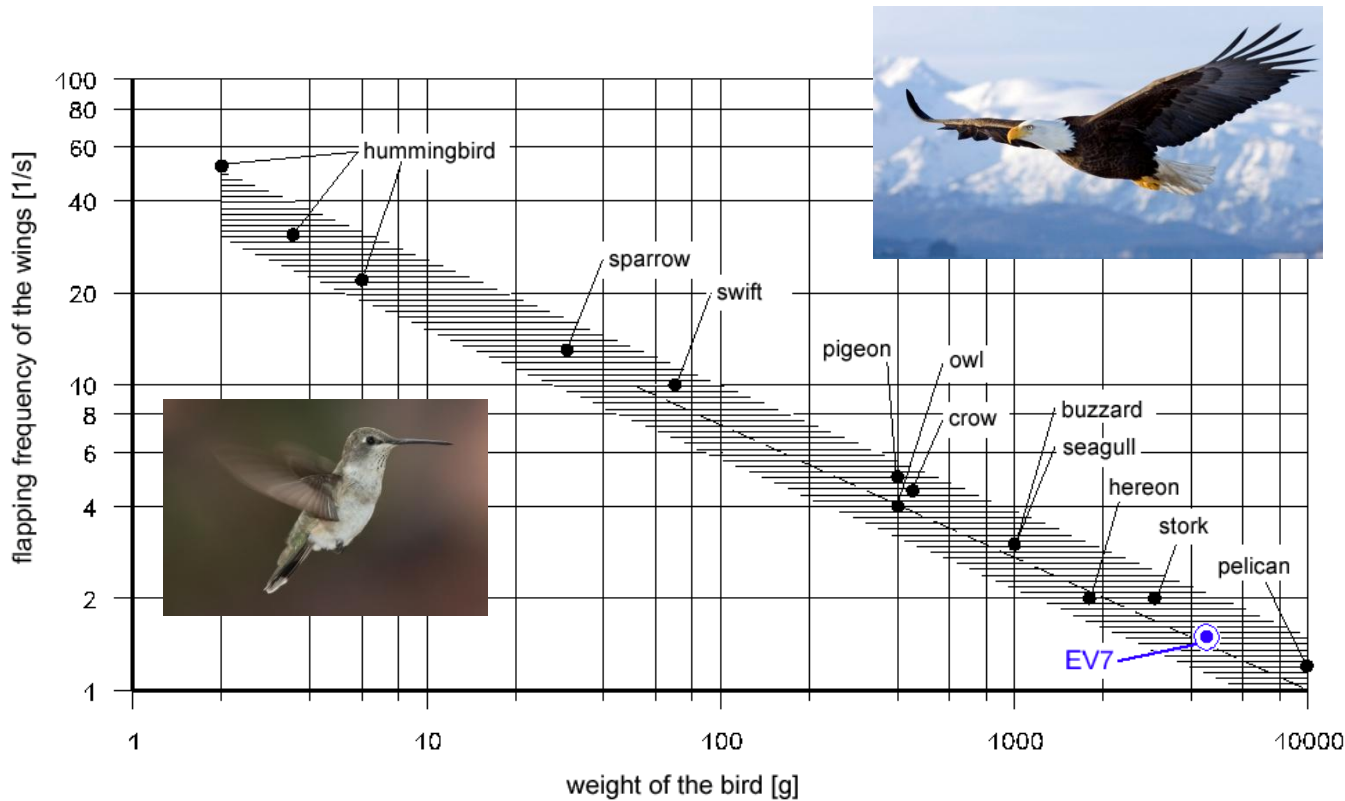 100
80
60
40
20
10
8
6
4
2
1
flapping frequency of the wings [1/s]
hummingbird
sparrow
swift
pigeon
owl
crow
buzzard
seagull
hereon
stork
pelican
EV7
1 10 100 1000 10000
weight of the bird [g]